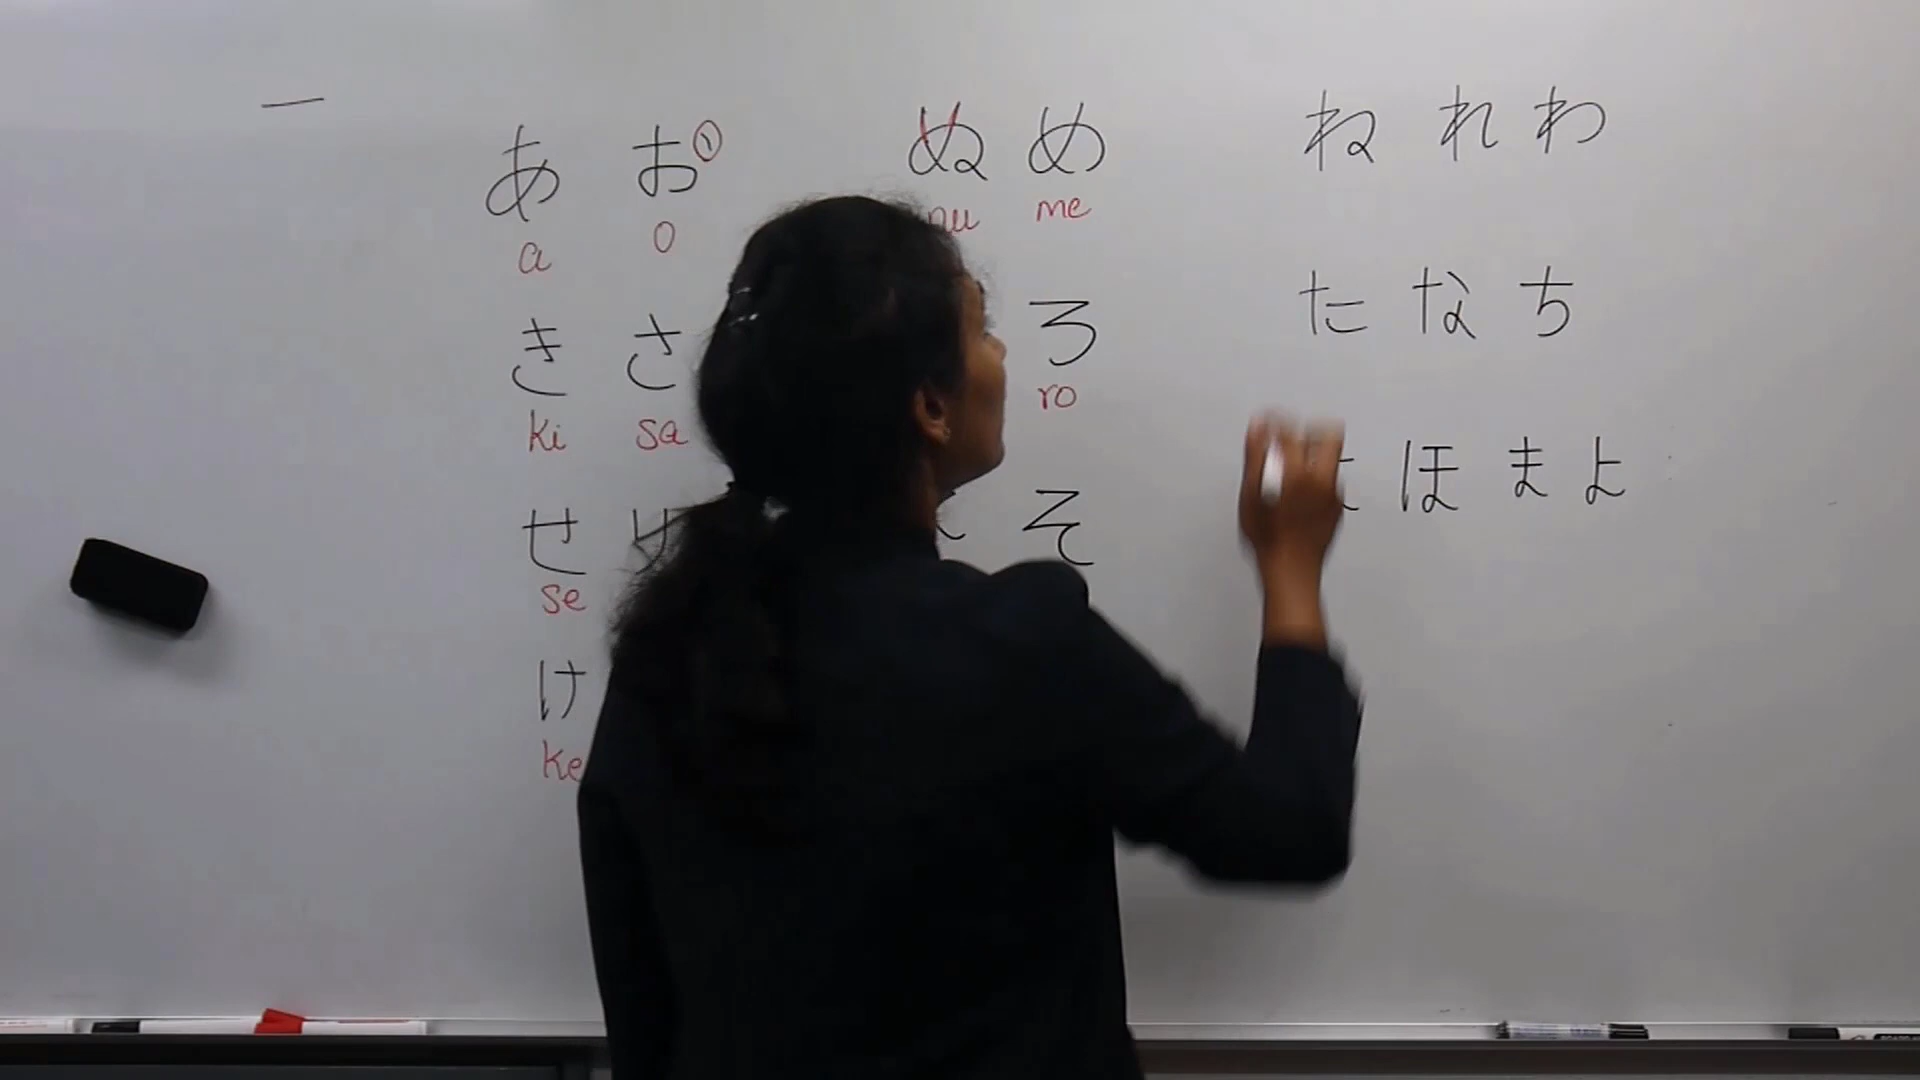 一
あ お ①
a o
ぬ め
nu me
き さ
ki sa
ろ
ro
せ
se
そ
け
ke
ね れ わ
た な ち
ほ ま よ